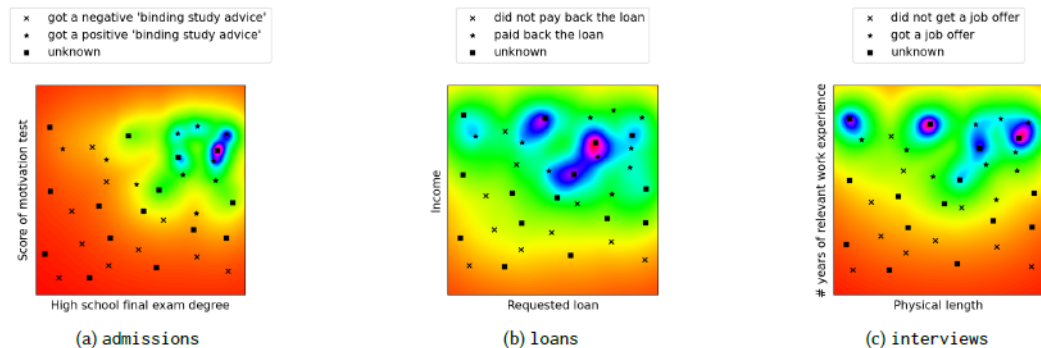 got a negative 'binding study advice'
got a positive 'binding study advice'
unknown
Score of motivation test
High school final exam degree
(a) admissions
did not pay back the loan
paid back the loan
unknown
Income
Requested loan
(b) loans
did not get a job offer
got a job offer
unknown
# years of relevant work experience
Physical length
(c) interviews